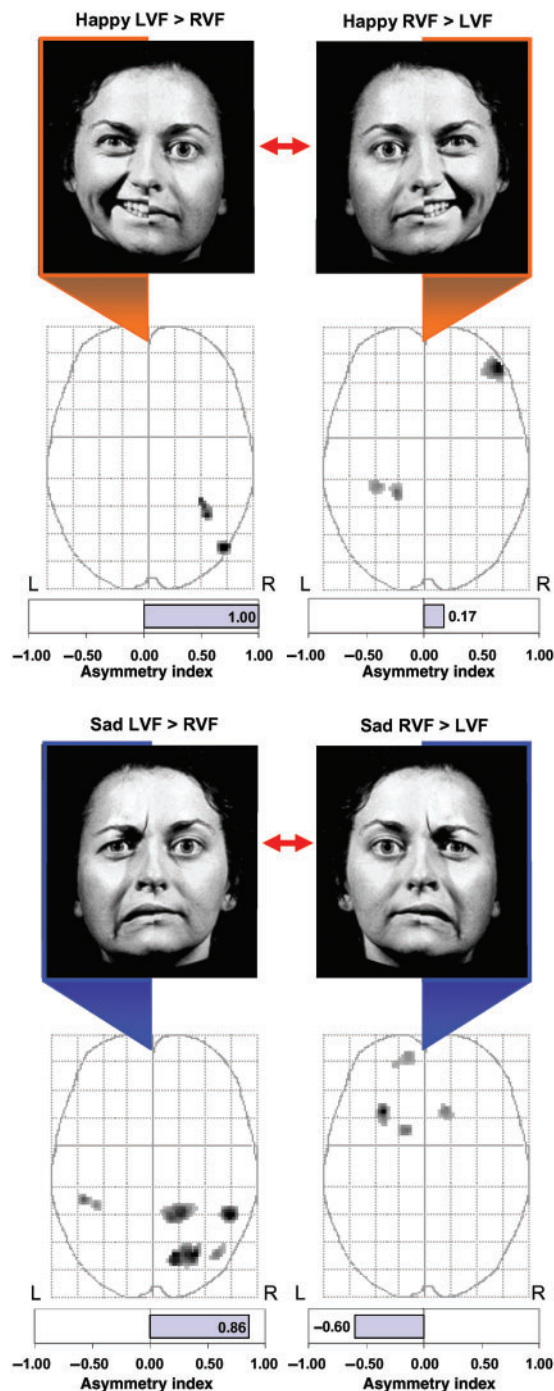 Happy LVF > RVF Happy RVF > LVF
L R L R
1.00 0.17
–1.00 –0.50 0.00 0.50 1.00 –1.00 –0.50 0.00 0.50 1.00
Asymmetry index Asymmetry index
Sad LVF > RVF Sad RVF > LVF
L R L R
0.86 –0.60
–1.00 –0.50 0.00 0.50 1.00 –1.00 –0.50 0.00 0.50 1.00
Asymmetry index Asymmetry index